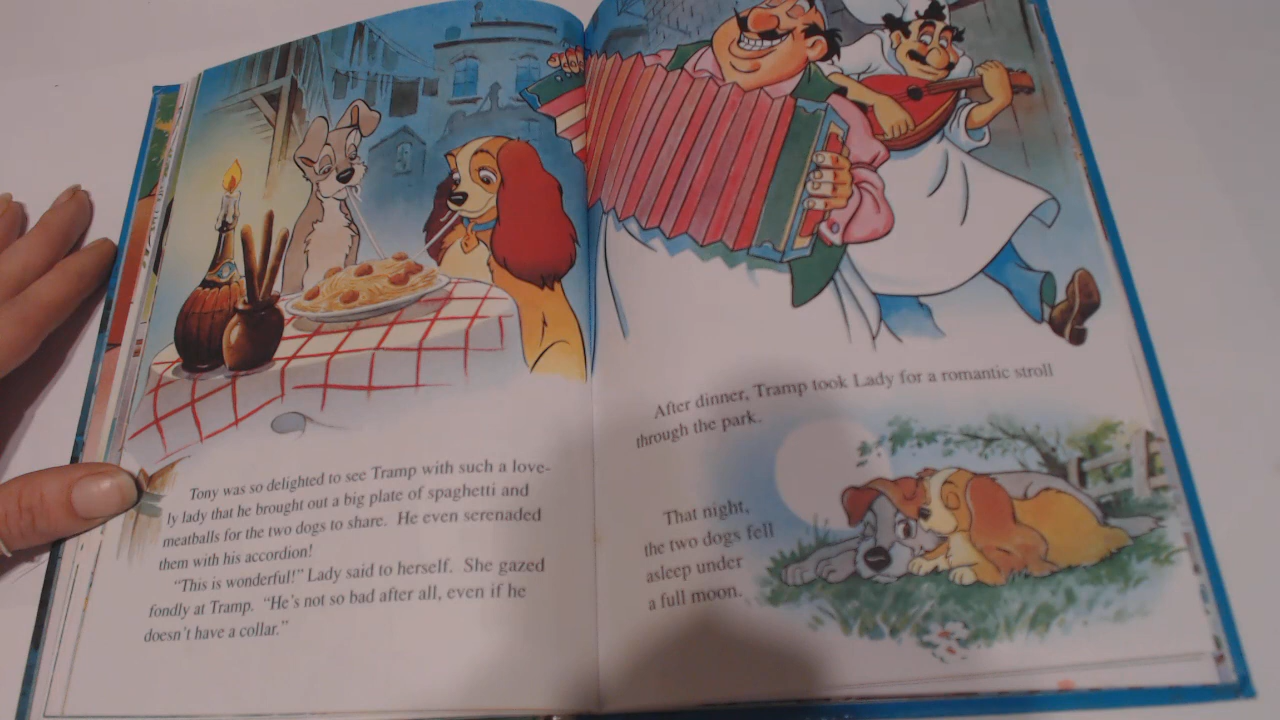 Tony was so delighted to see Tramp with such a love-
ly lady that he brought out a big plate of spaghetti and
meatballs for the two dogs to share. He even serenaded
them with his accordion!
"This is wonderful!" Lady said to herself. She gazed
fondly at Tramp. "He's not so bad after all, even if he
doesn't have a collar."
After dinner, Tramp took Lady for a romantic stroll
through the park.
That night,
the two dogs fell
asleep under
a full moon.